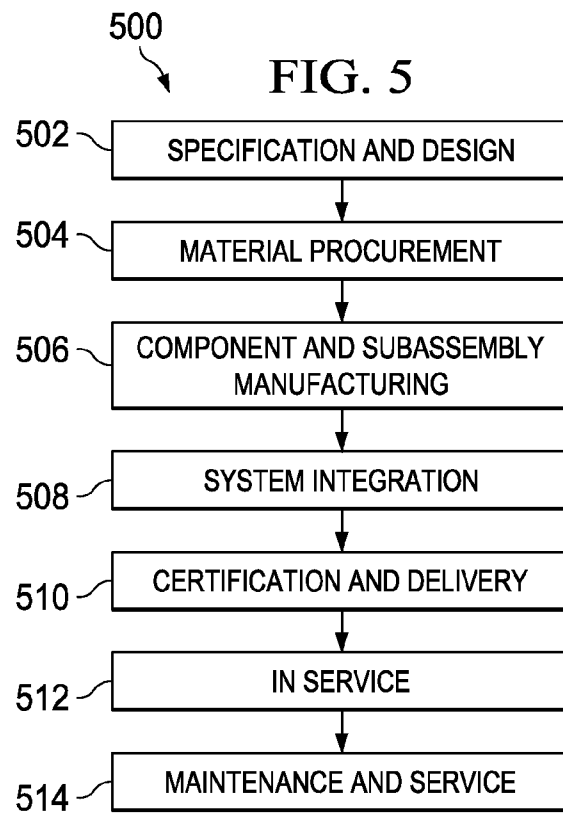 500
FIG. 5
502
SPECIFICATION AND DESIGN
504
MATERIAL PROCUREMENT
506
COMPONENT AND SUBASSEMBLY
MANUFACTURING
508
SYSTEM INTEGRATION
510
CERTIFICATION AND DELIVERY
512
IN SERVICE
514
MAINTENANCE AND SERVICE